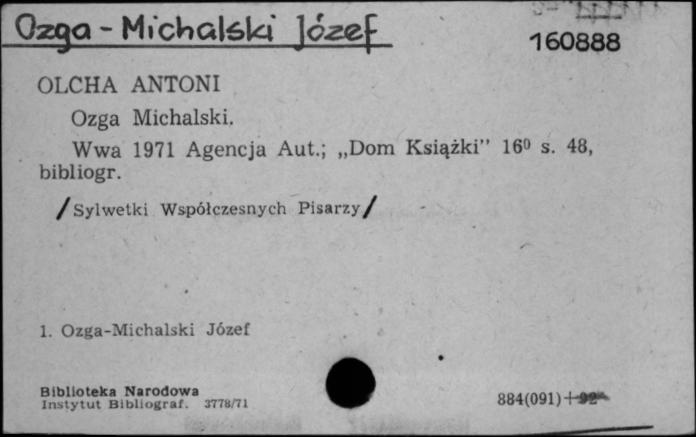 Ozga-Michalski Józef
160888
OLCHA ANTONI
Ozga Michalski.
Wwa 1971 Agencja Aut.; „Dom Książki” 16⁰ s. 48,
bibliogr.
/Sylwetki Współczesnych Pisarzy/
1. Ozga-Michalski Józef
Biblioteka Narodowa
Instytut Bibliograf. 3778/71
884(091)+92